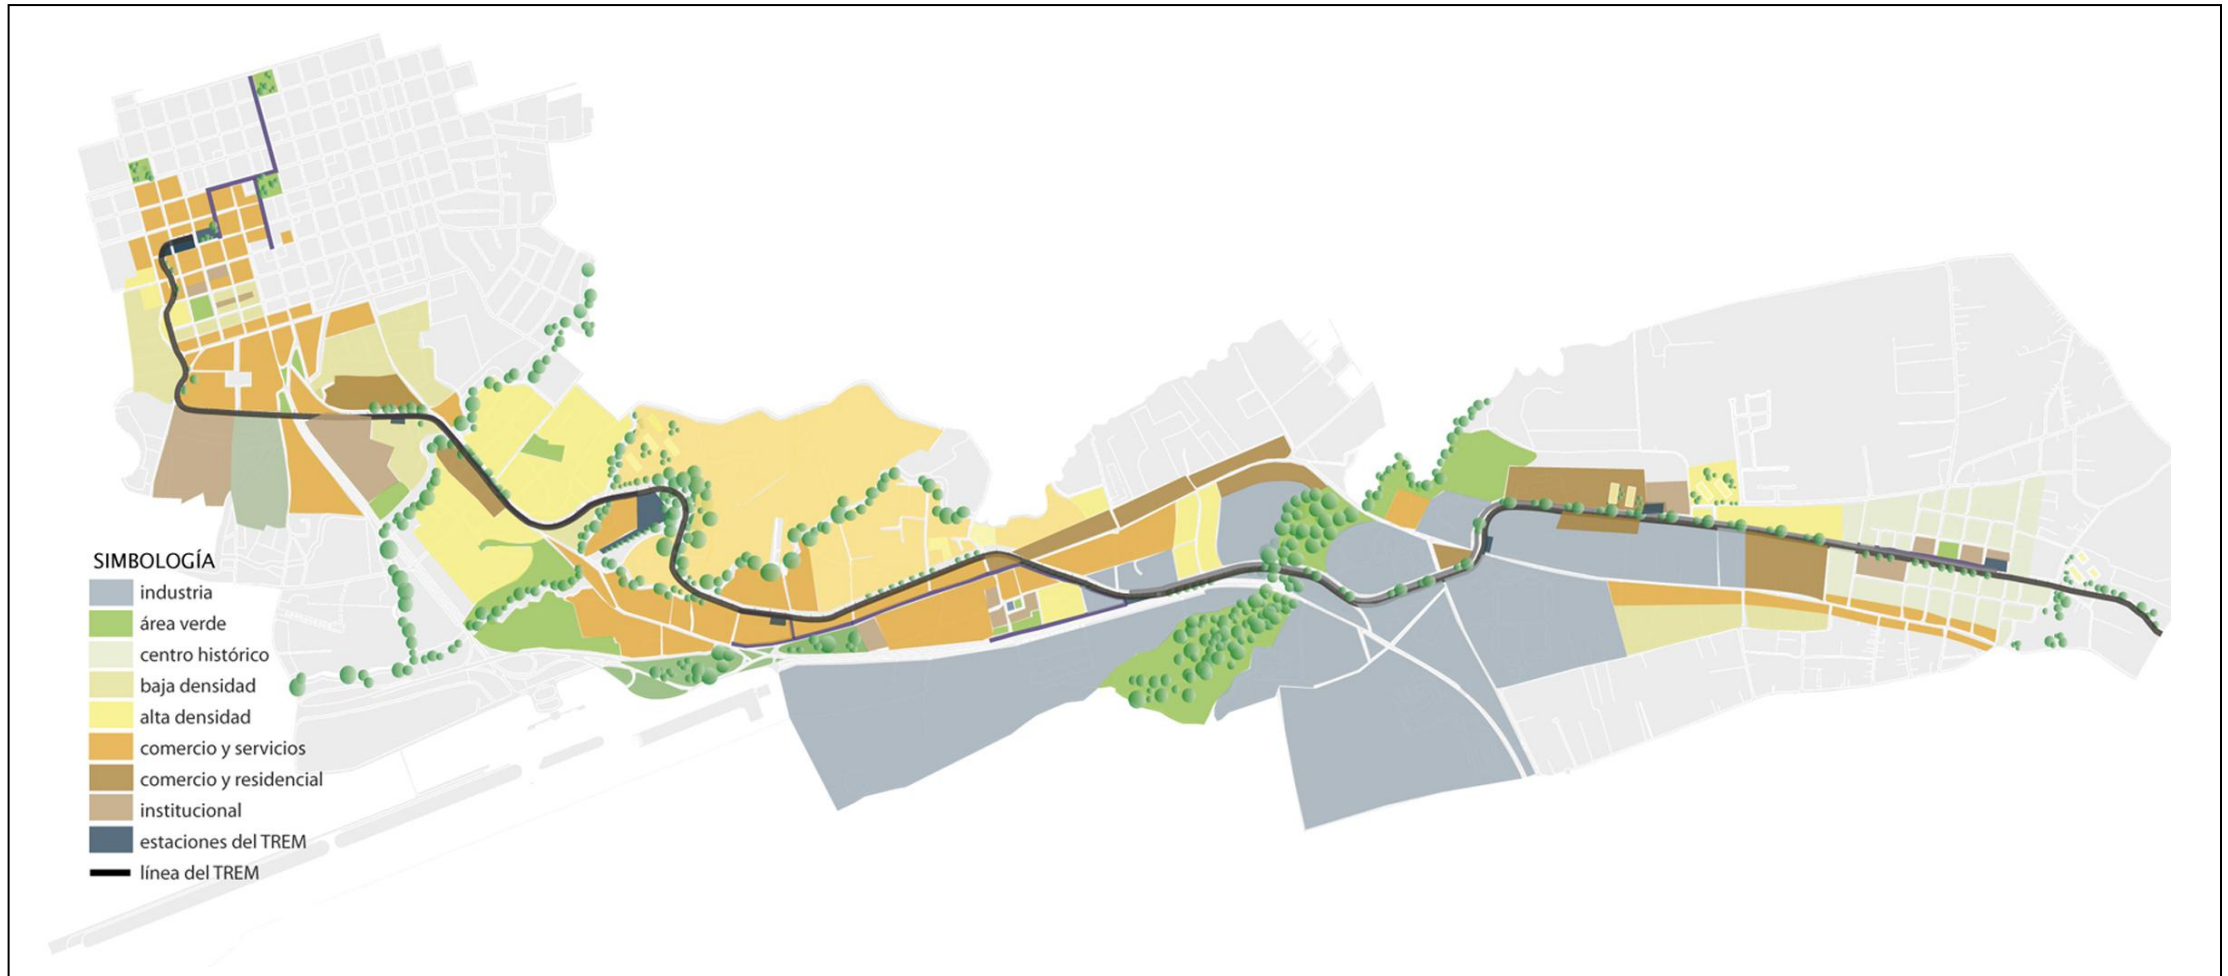 SIMBOLOGÍA
industria
área verde
centro histórico
baja densidad
alta densidad
comercio y servicios
comercio y residencial
institucional
estaciones del TREM
línea del TREM